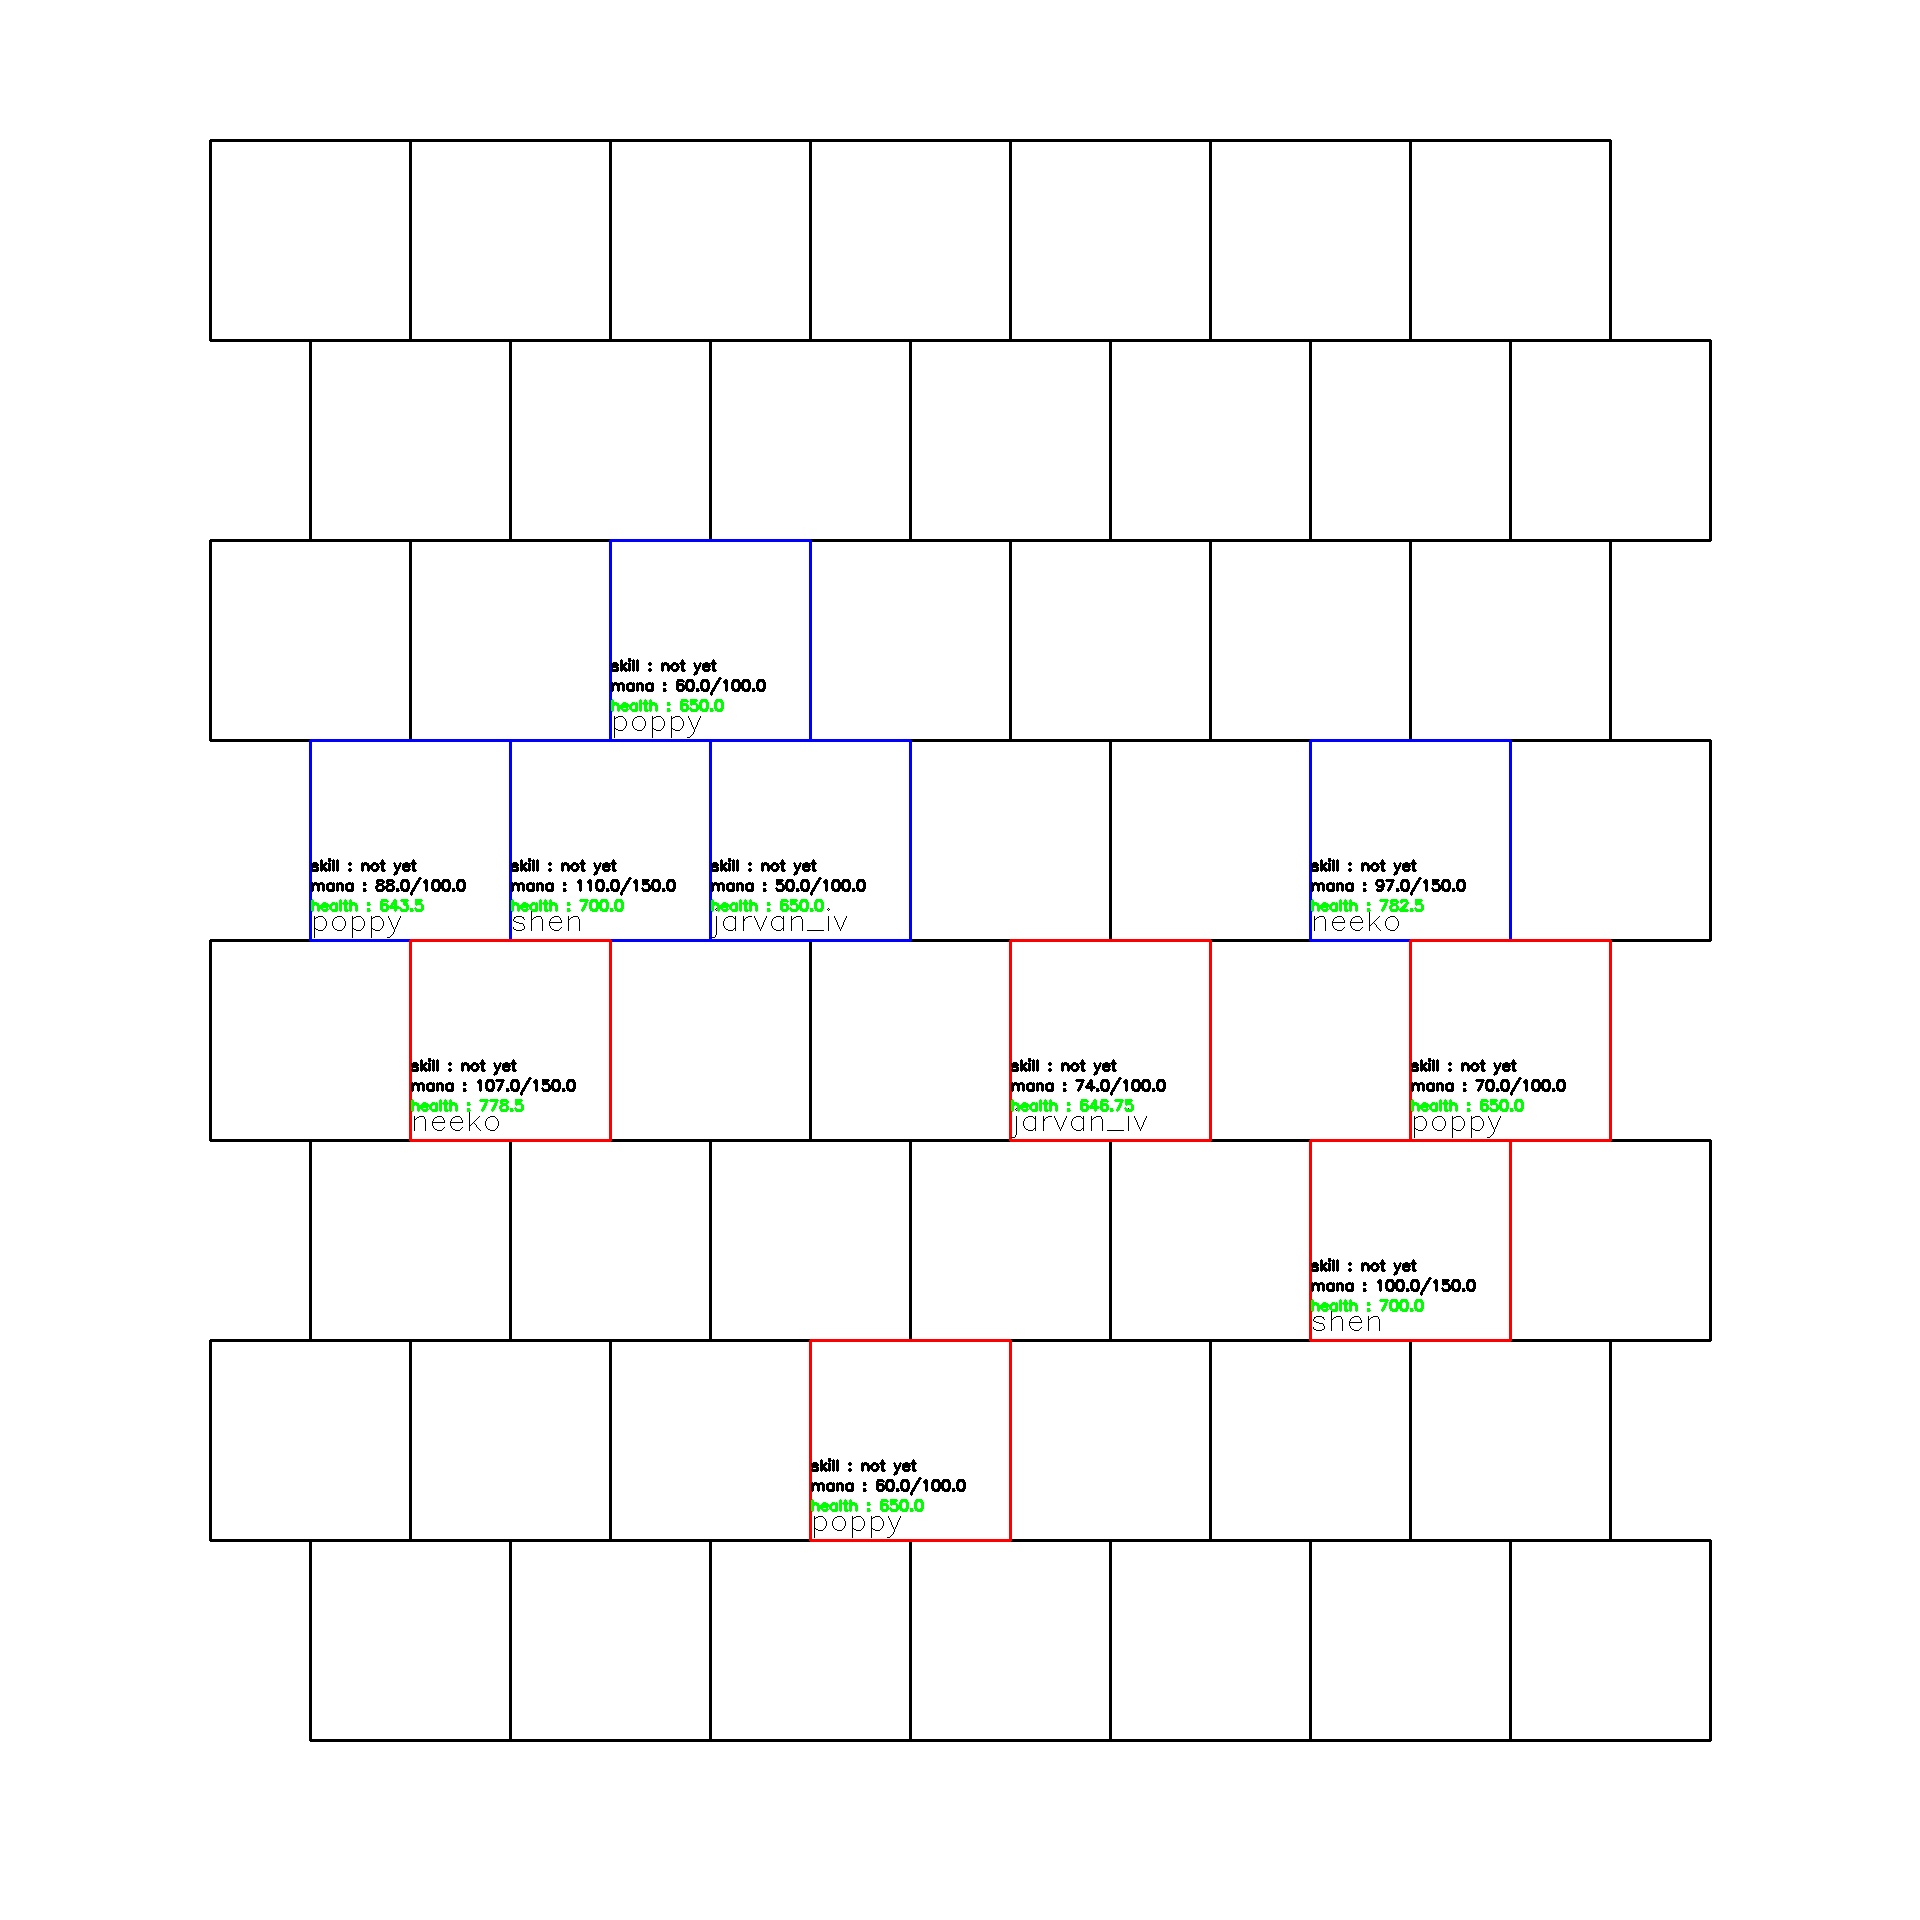 skill : not yet
mana : 60.0/100.0
health : 650.0
poppy
skill : not yet
mana : 88.0/100.0
health : 643.5
poppy
skill : not yet
mana : 110.0/150.0
health : 700.0
shen
skill : not yet
mana : 50.0/100.0
health : 650.0
jarvan_iv
skill : not yet
mana : 97.0/150.0
health : 782.5
neeko
skill : not yet
mana : 107.0/150.0
health : 778.5
neeko
skill : not yet
mana : 74.0/100.0
health : 646.75
jarvan_iv
skill : not yet
mana : 70.0/100.0
health : 650.0
poppy
skill : not yet
mana : 100.0/150.0
health : 700.0
shen
skill : not yet
mana : 60.0/100.0
health : 650.0
poppy